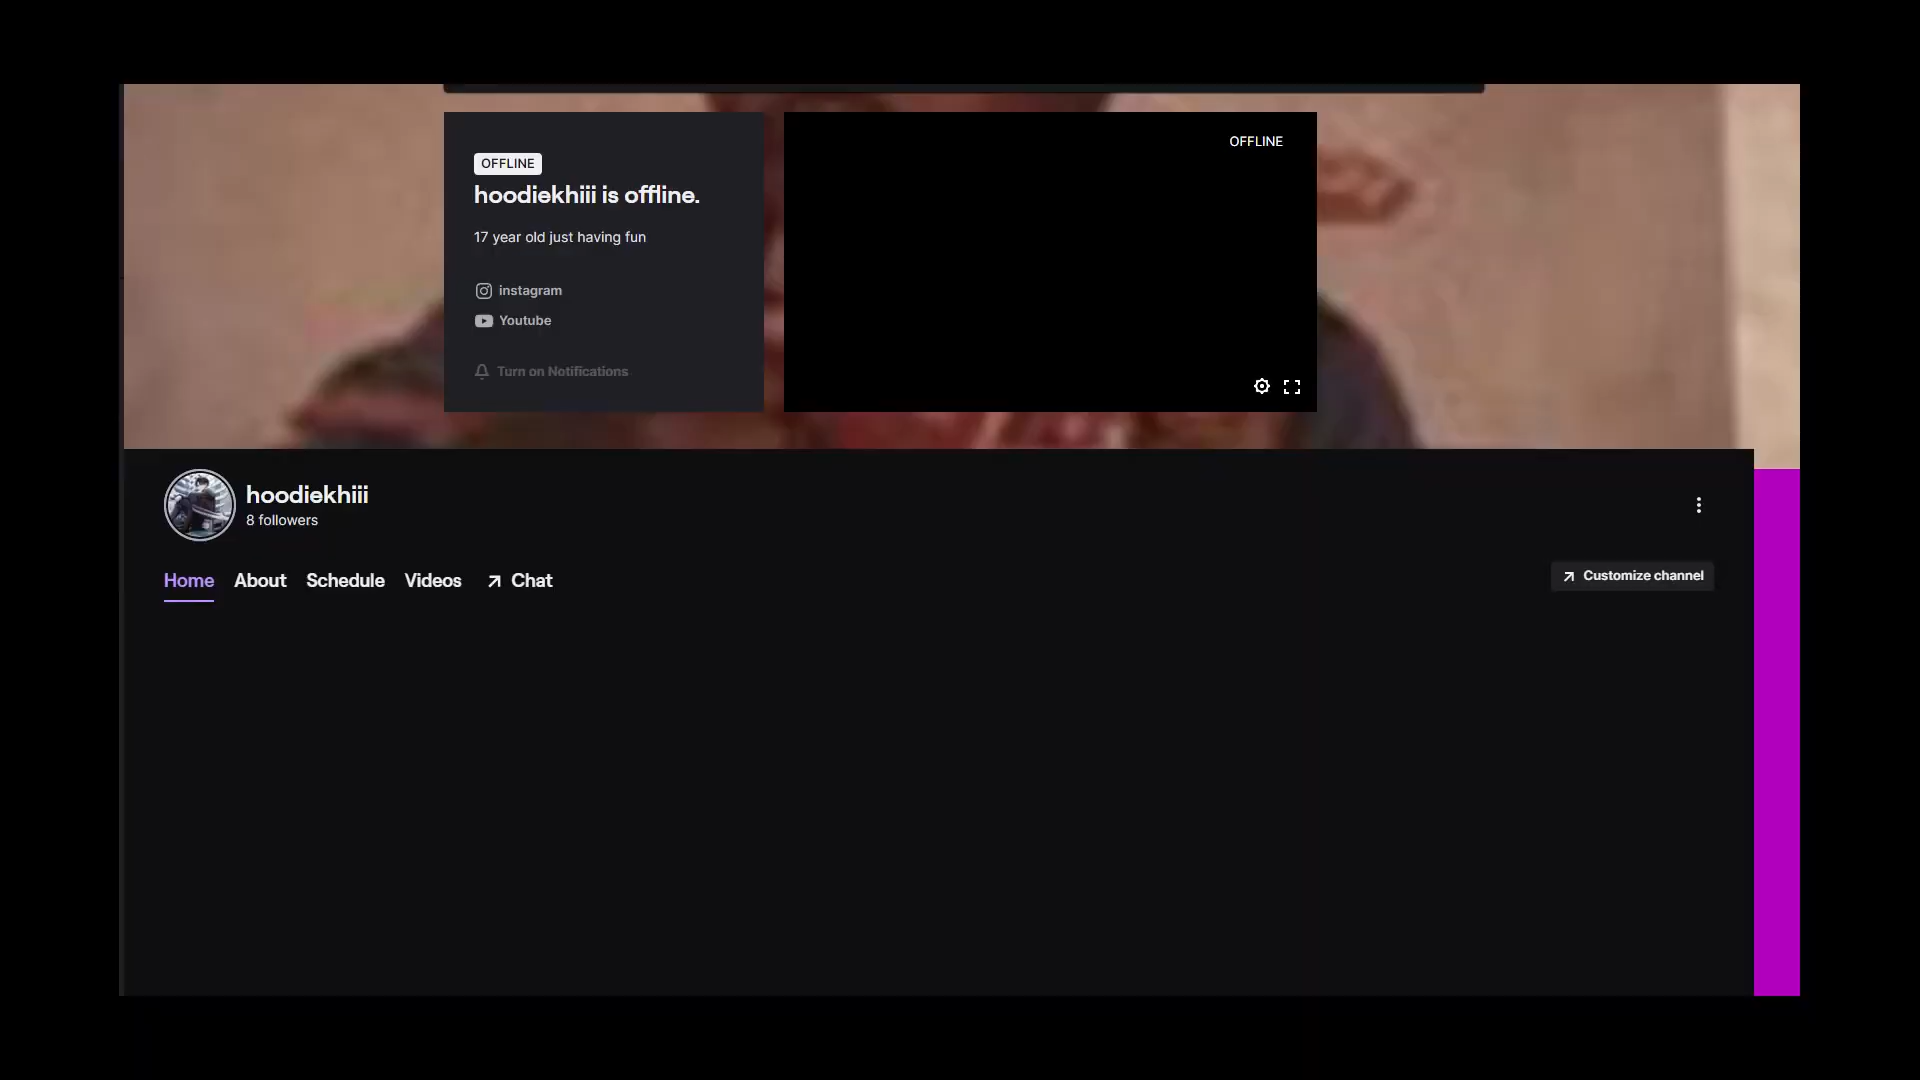 OFFLINE
OFFLINE
hoodiekhiii is offline.
17 year old just having fun
instagram
Youtube
Turn on Notifications
hoodiekhiii
8 followers
Home About Schedule Videos Chat
Customize channel